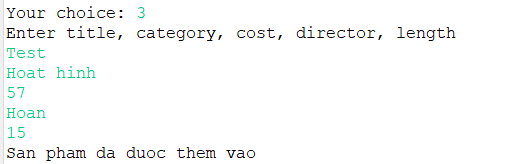 Your choice: 3
Enter title, category, cost, director, length
Test
Hoat hinh
57
Hoan
15
San pham da duoc them vao